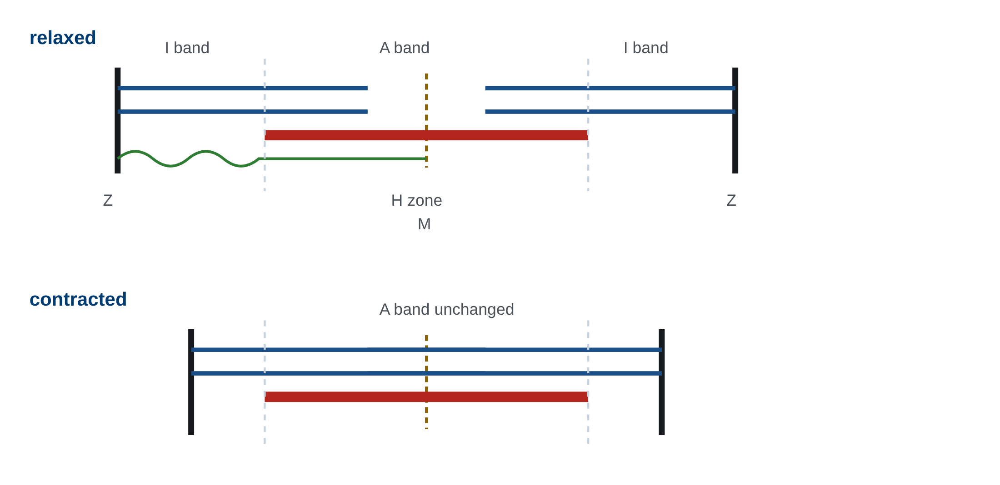 relaxed
I band
A band
I band
Z
H zone
Z
M
contracted
A band unchanged